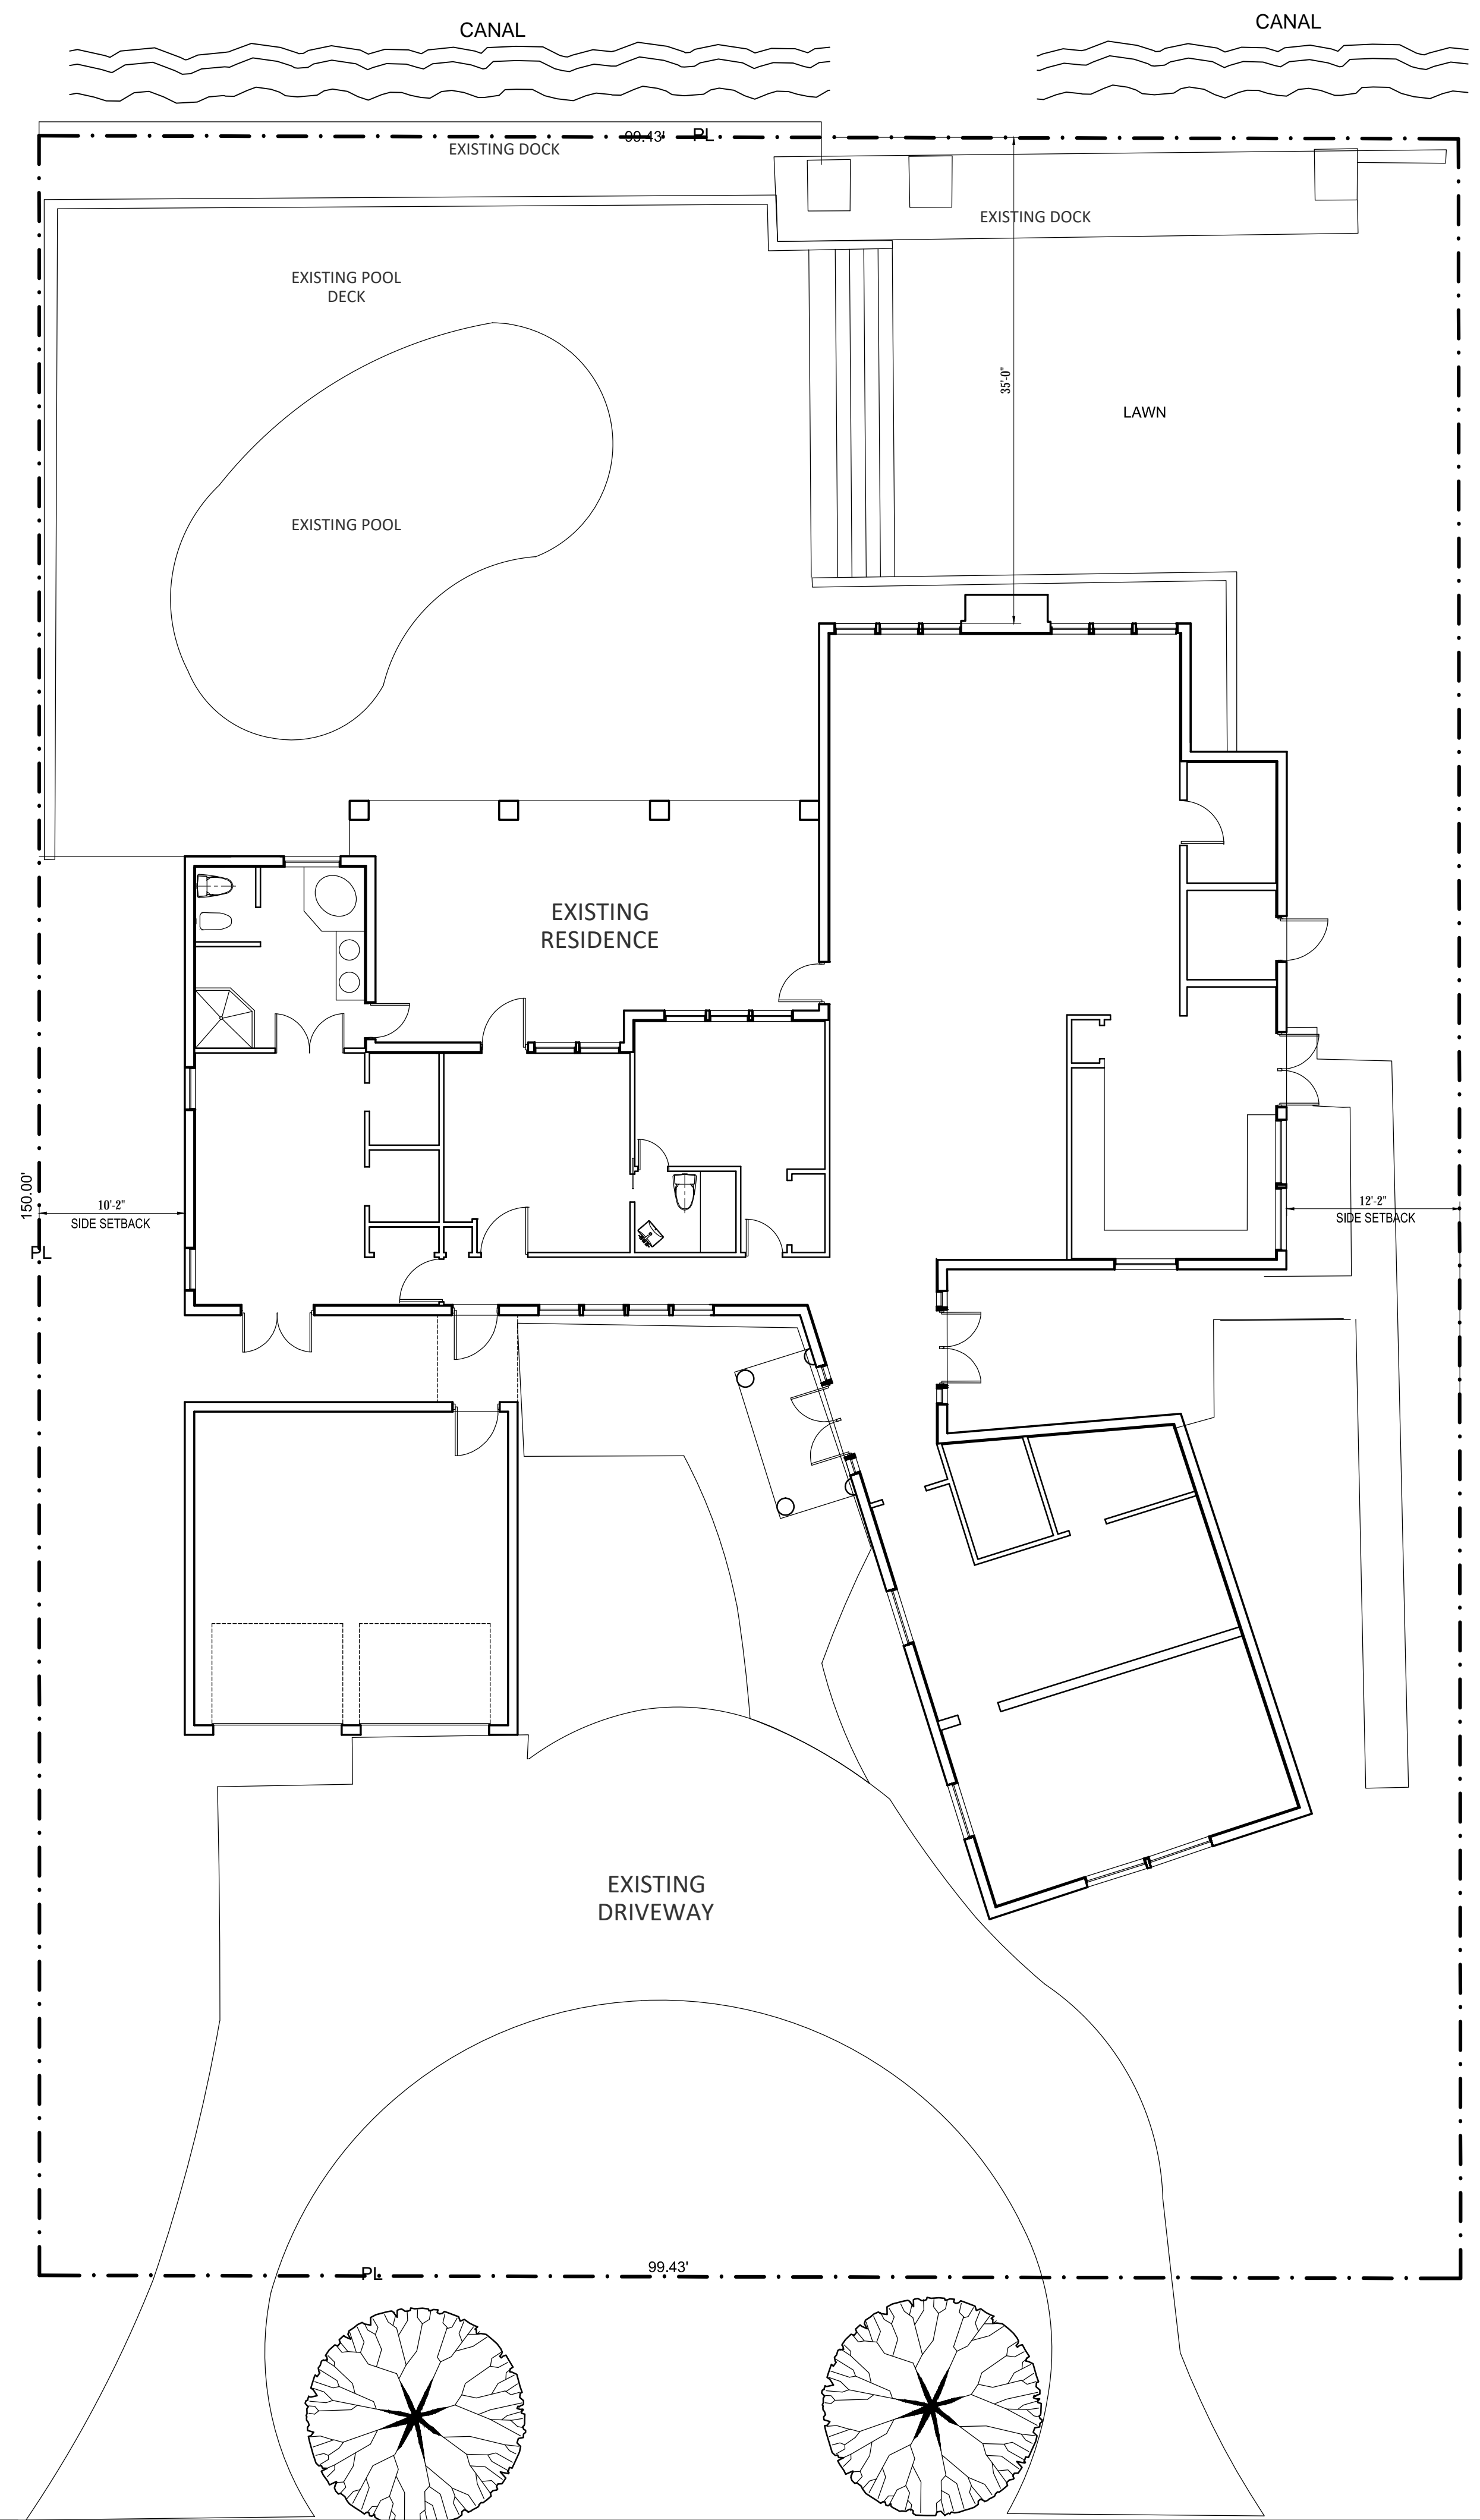 CANAL
CANAL
99.43'
PL
EXISTING DOCK
EXISTING DOCK
EXISTING POOL
DECK
35'-0"
LAWN
EXISTING POOL
EXISTING
RESIDENCE
150.00'
PL
10'-2"
SIDE SETBACK
12'-2"
SIDE SETBACK
EXISTING
DRIVEWAY
PL
99.43'